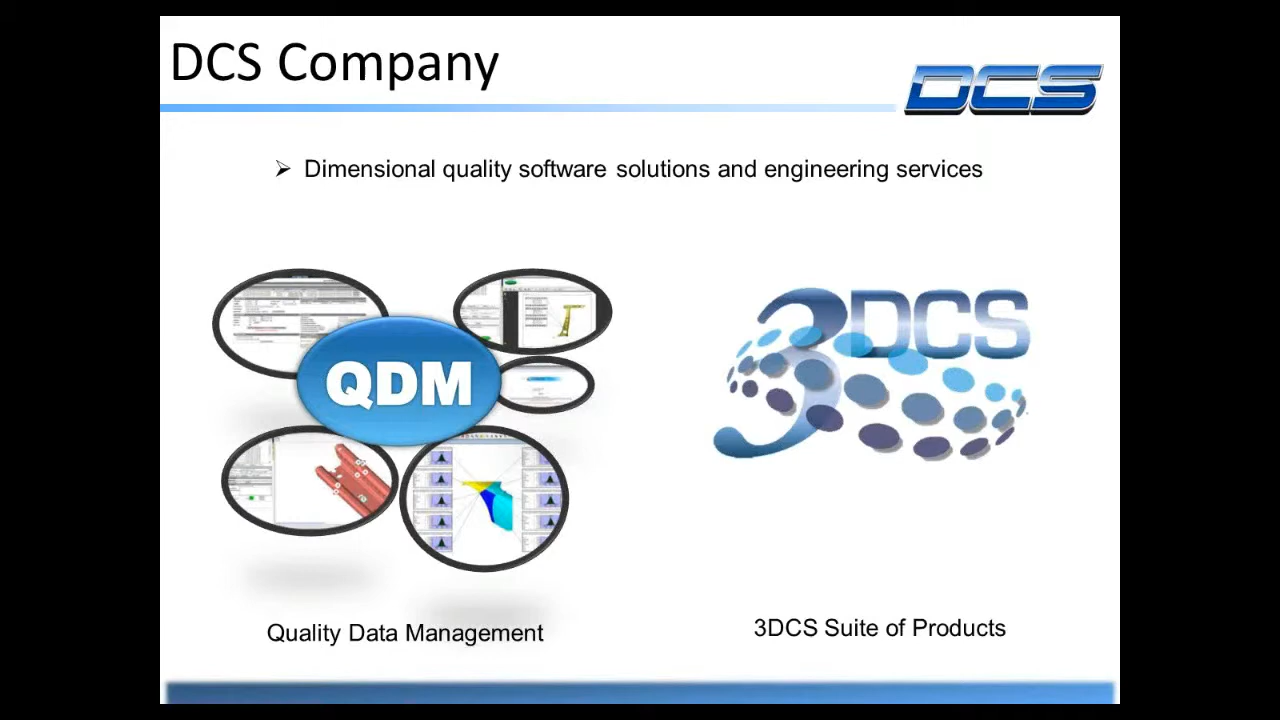 DCS Company
DCS
➢ Dimensional quality software solutions and engineering services
QDM
3DCS
Quality Data Management
3DCS Suite of Products